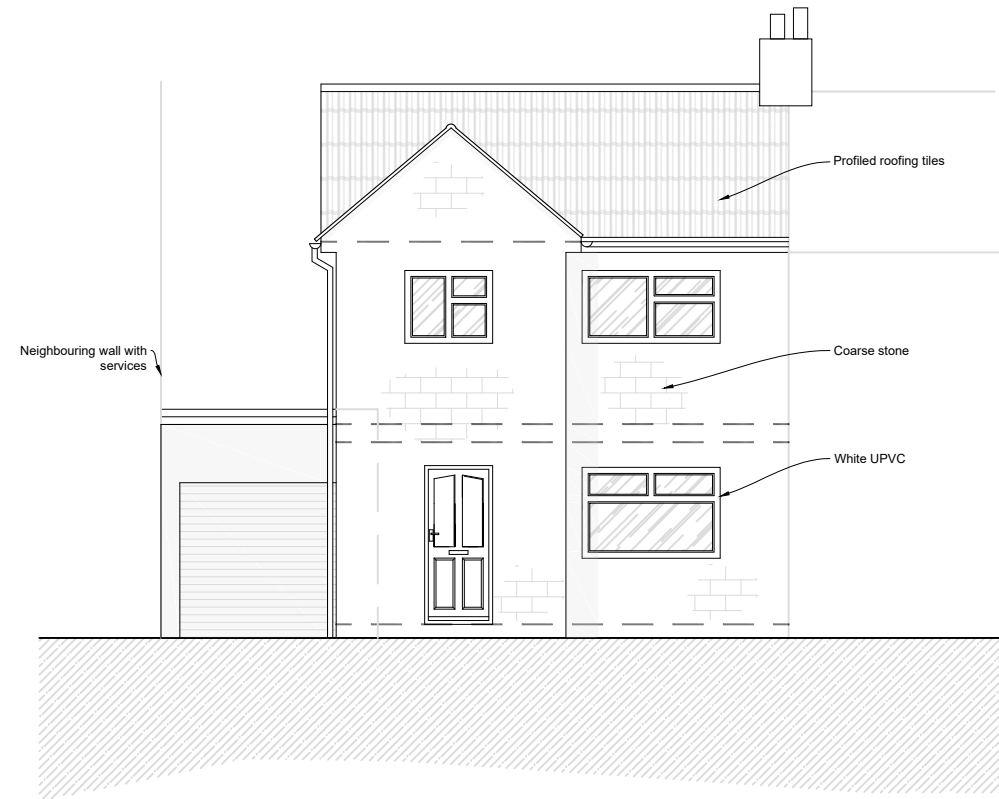 Profiled roofing tiles
Neighbouring wall with
services
Coarse stone
White UPVC